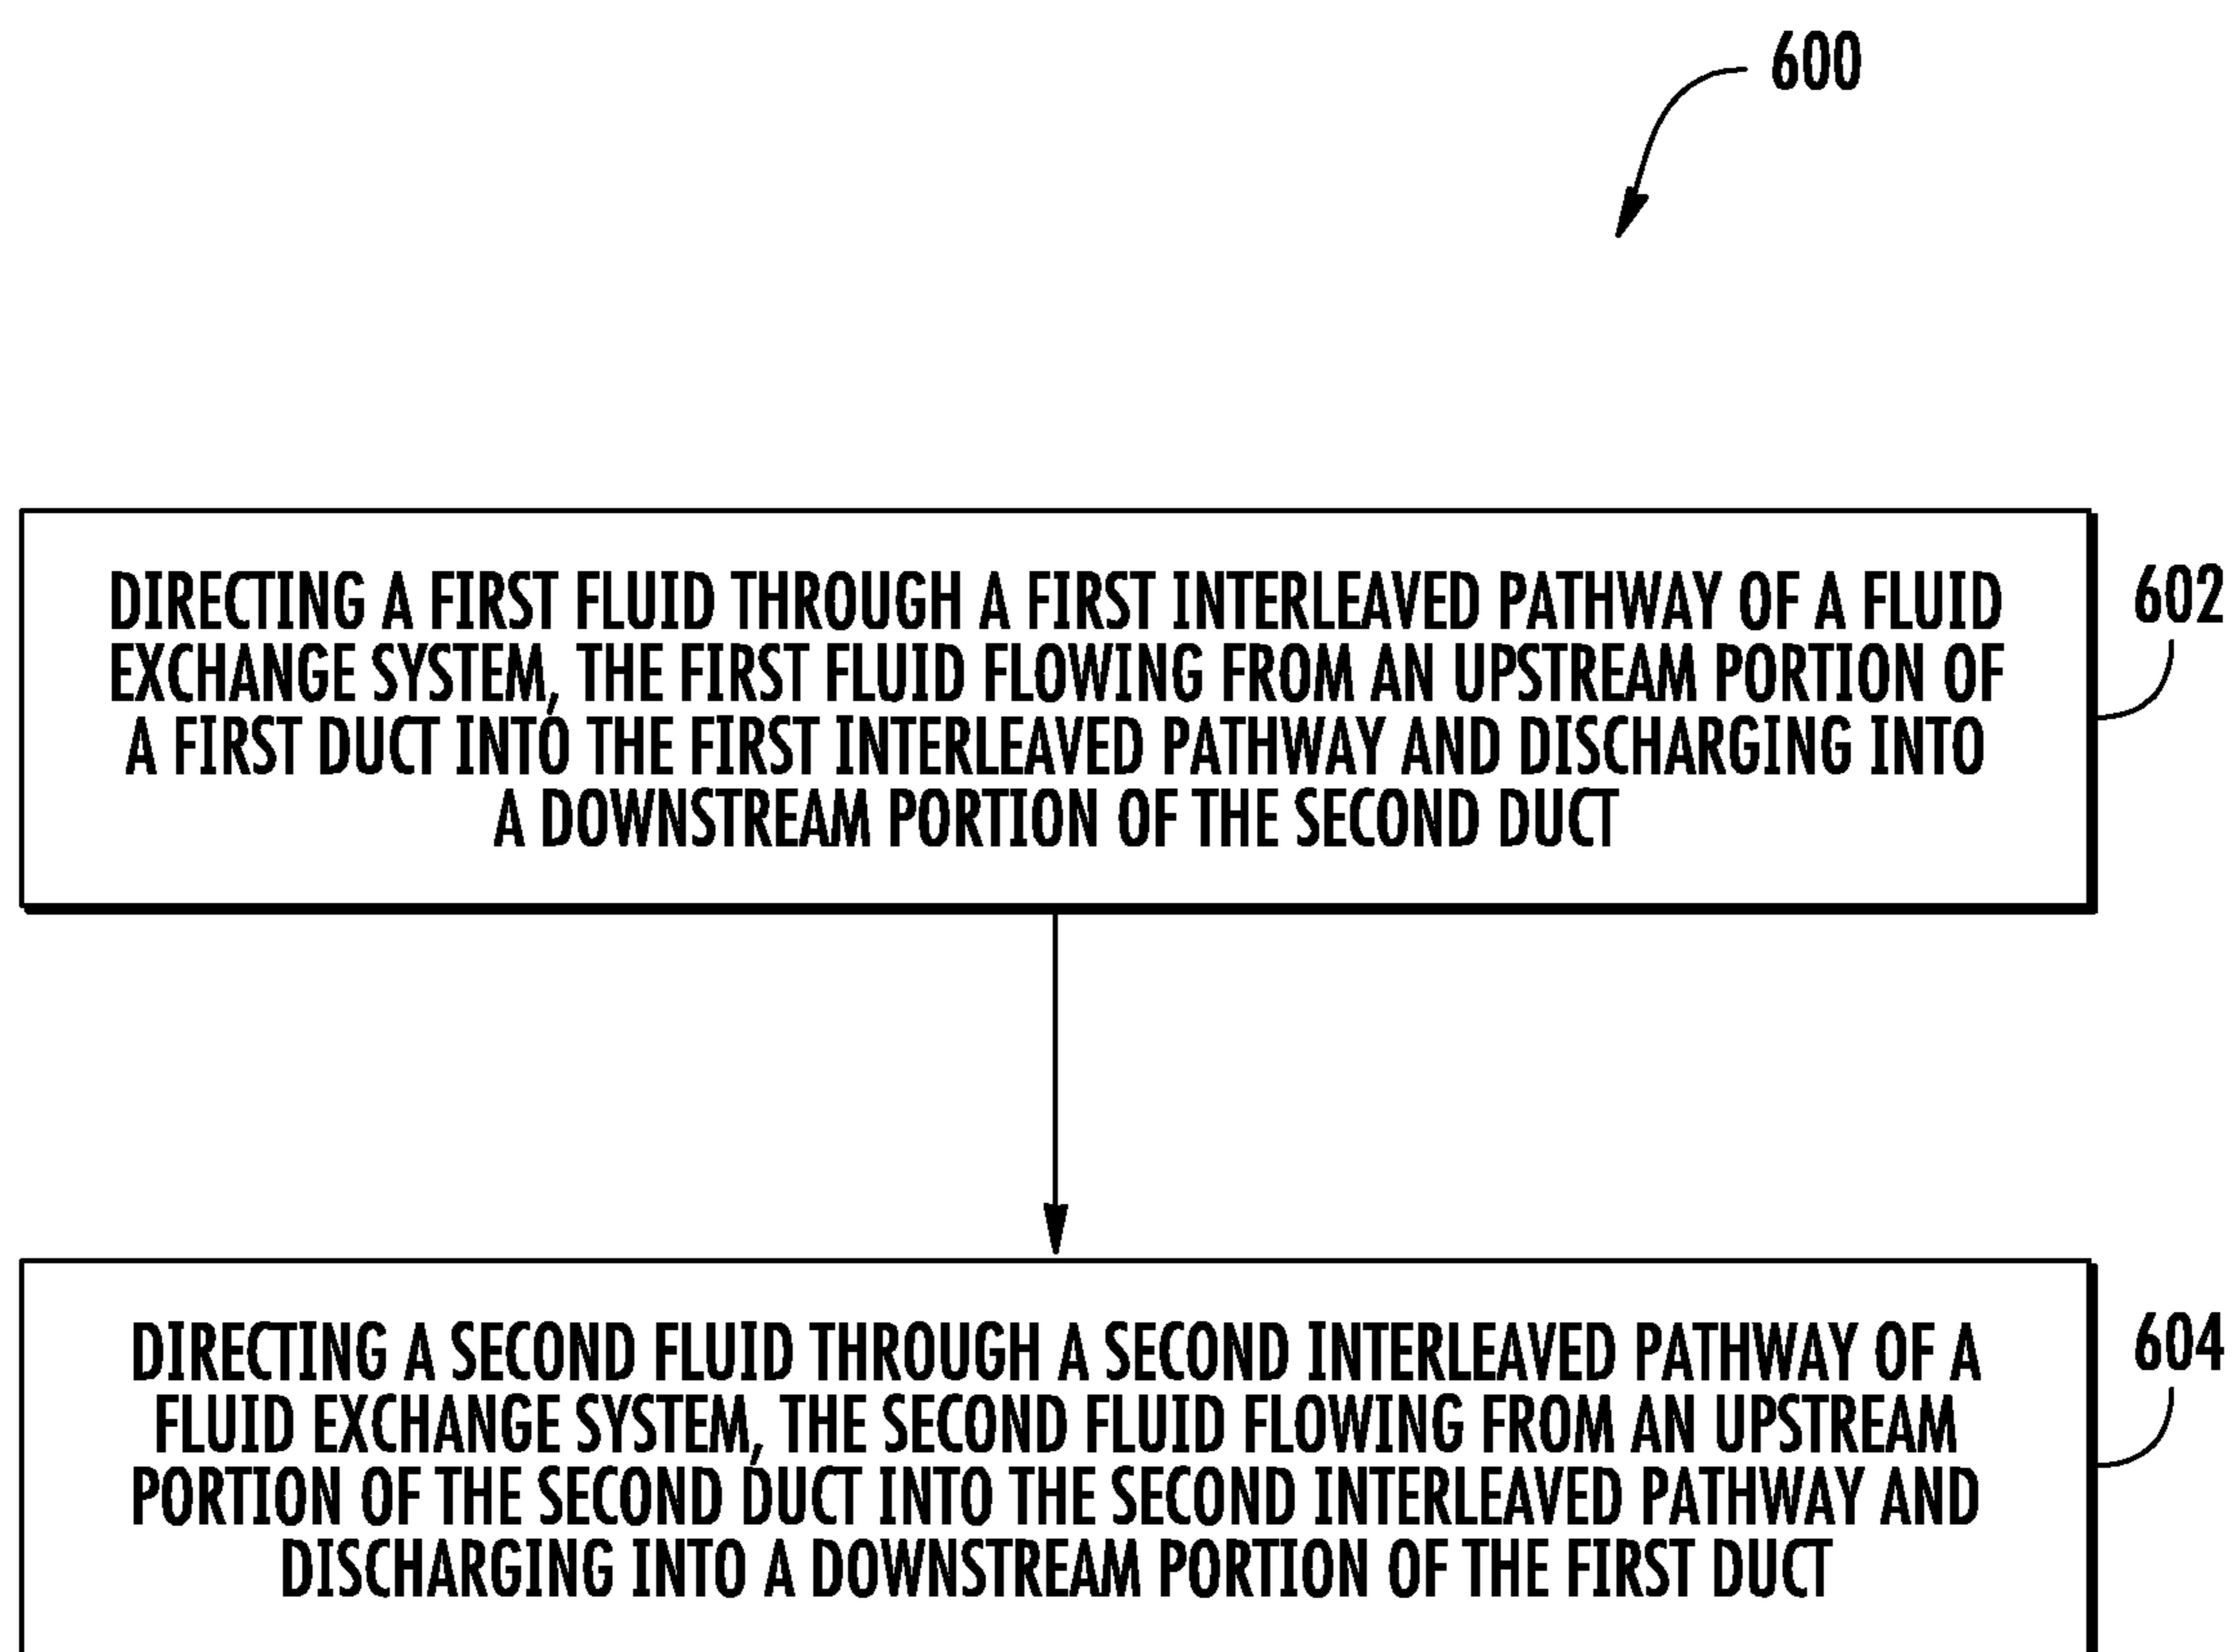 600
DIRECTING A FIRST FLUID THROUGH A FIRST INTERLEAVED PATHWAY OF A FLUID
EXCHANGE SYSTEM, THE FIRST FLUID FLOWING FROM AN UPSTREAM PORTION OF
A FIRST DUCT INTO THE FIRST INTERLEAVED PATHWAY AND DISCHARGING INTO
A DOWNSTREAM PORTION OF THE SECOND DUCT
602
DIRECTING A SECOND FLUID THROUGH A SECOND INTERLEAVED PATHWAY OF A
FLUID EXCHANGE SYSTEM, THE SECOND FLUID FLOWING FROM AN UPSTREAM
PORTION OF THE SECOND DUCT INTO THE SECOND INTERLEAVED PATHWAY AND
DISCHARGING INTO A DOWNSTREAM PORTION OF THE FIRST DUCT
604